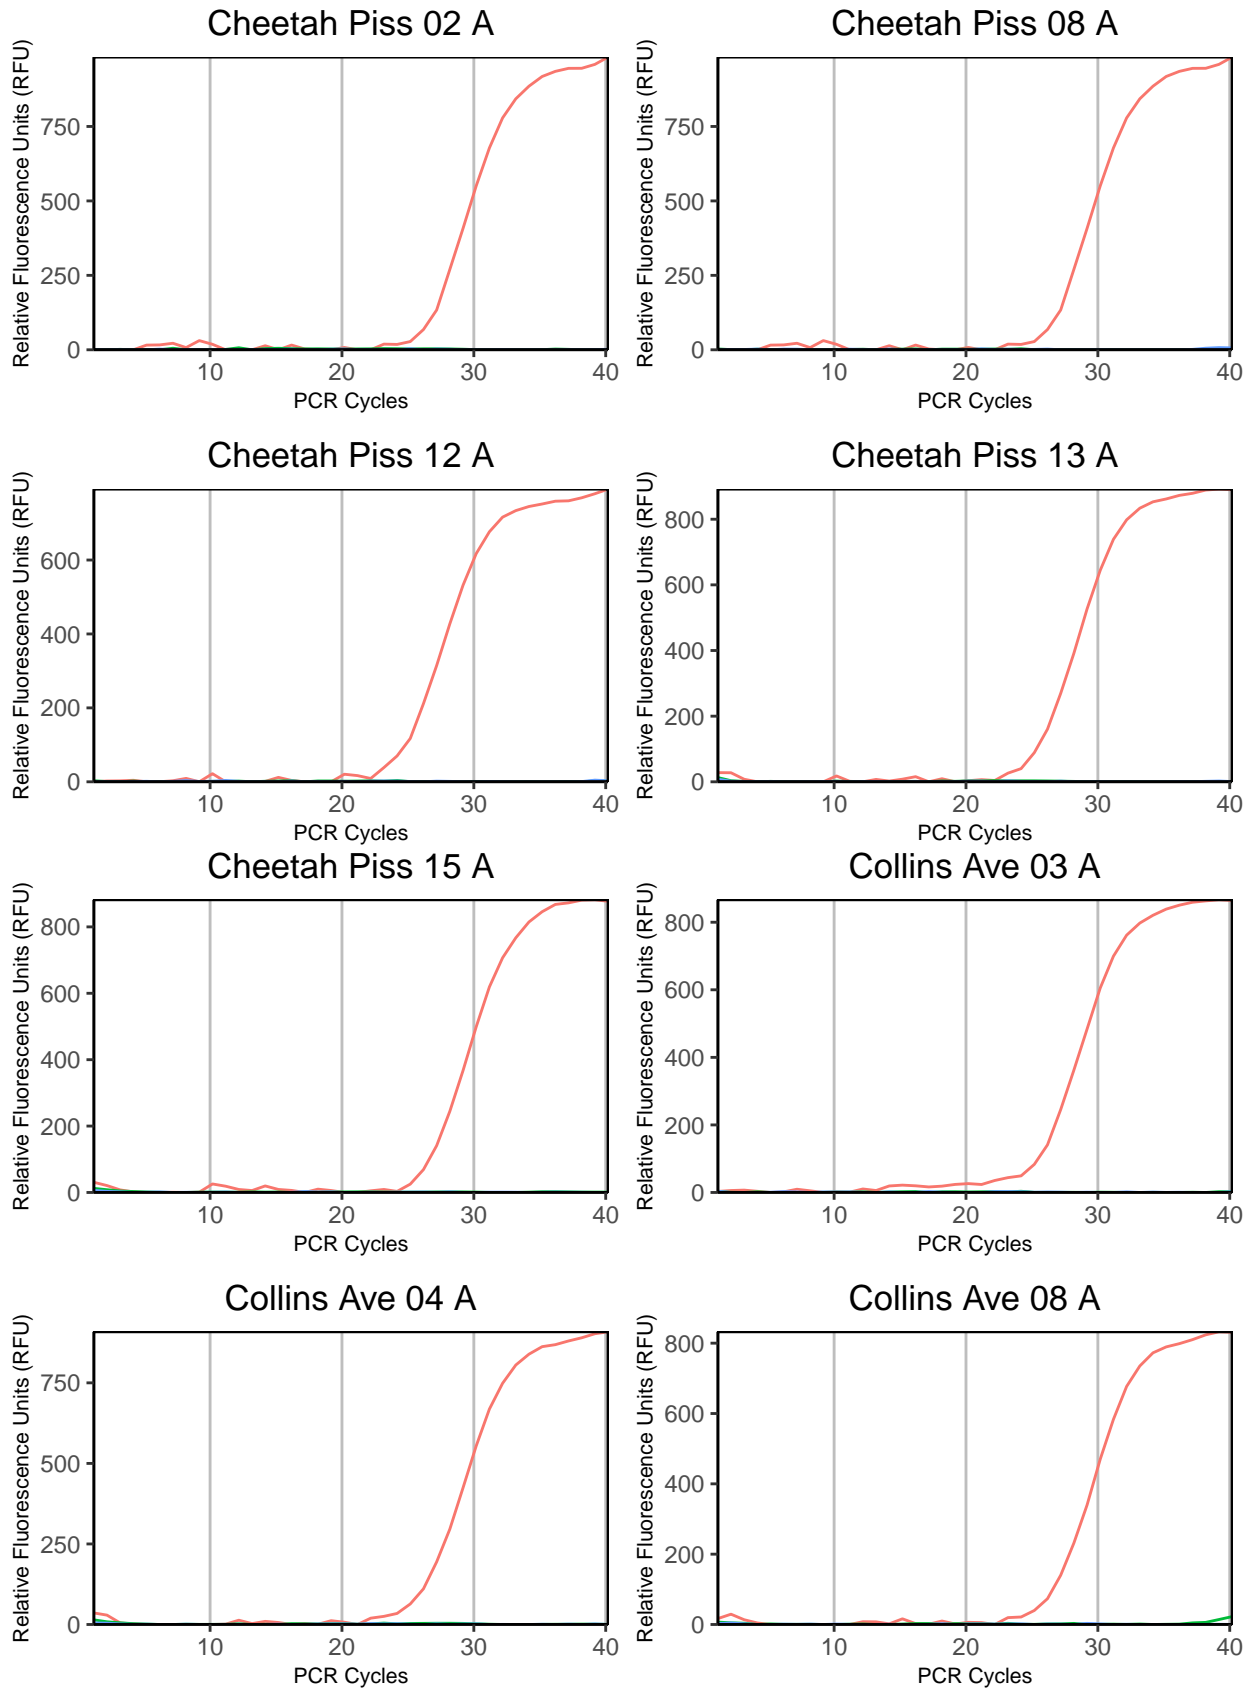 Cheetah Piss 02 A
Relative Fluorescence Units (RFU)
750
500
250
0
10 20 30 40
PCR Cycles
Cheetah Piss 08 A
Relative Fluorescence Units (RFU)
750
500
250
0
10 20 30 40
PCR Cycles
Cheetah Piss 12 A
Relative Fluorescence Units (RFU)
600
400
200
0
10 20 30 40
PCR Cycles
Cheetah Piss 13 A
Relative Fluorescence Units (RFU)
800
600
400
200
0
10 20 30 40
PCR Cycles
Cheetah Piss 15 A
Relative Fluorescence Units (RFU)
800
600
400
200
0
10 20 30 40
PCR Cycles
Collins Ave 03 A
Relative Fluorescence Units (RFU)
800
600
400
200
0
10 20 30 40
PCR Cycles
Collins Ave 04 A
Relative Fluorescence Units (RFU)
750
500
250
0
10 20 30 40
PCR Cycles
Collins Ave 08 A
Relative Fluorescence Units (RFU)
800
600
400
200
0
10 20 30 40
PCR Cycles